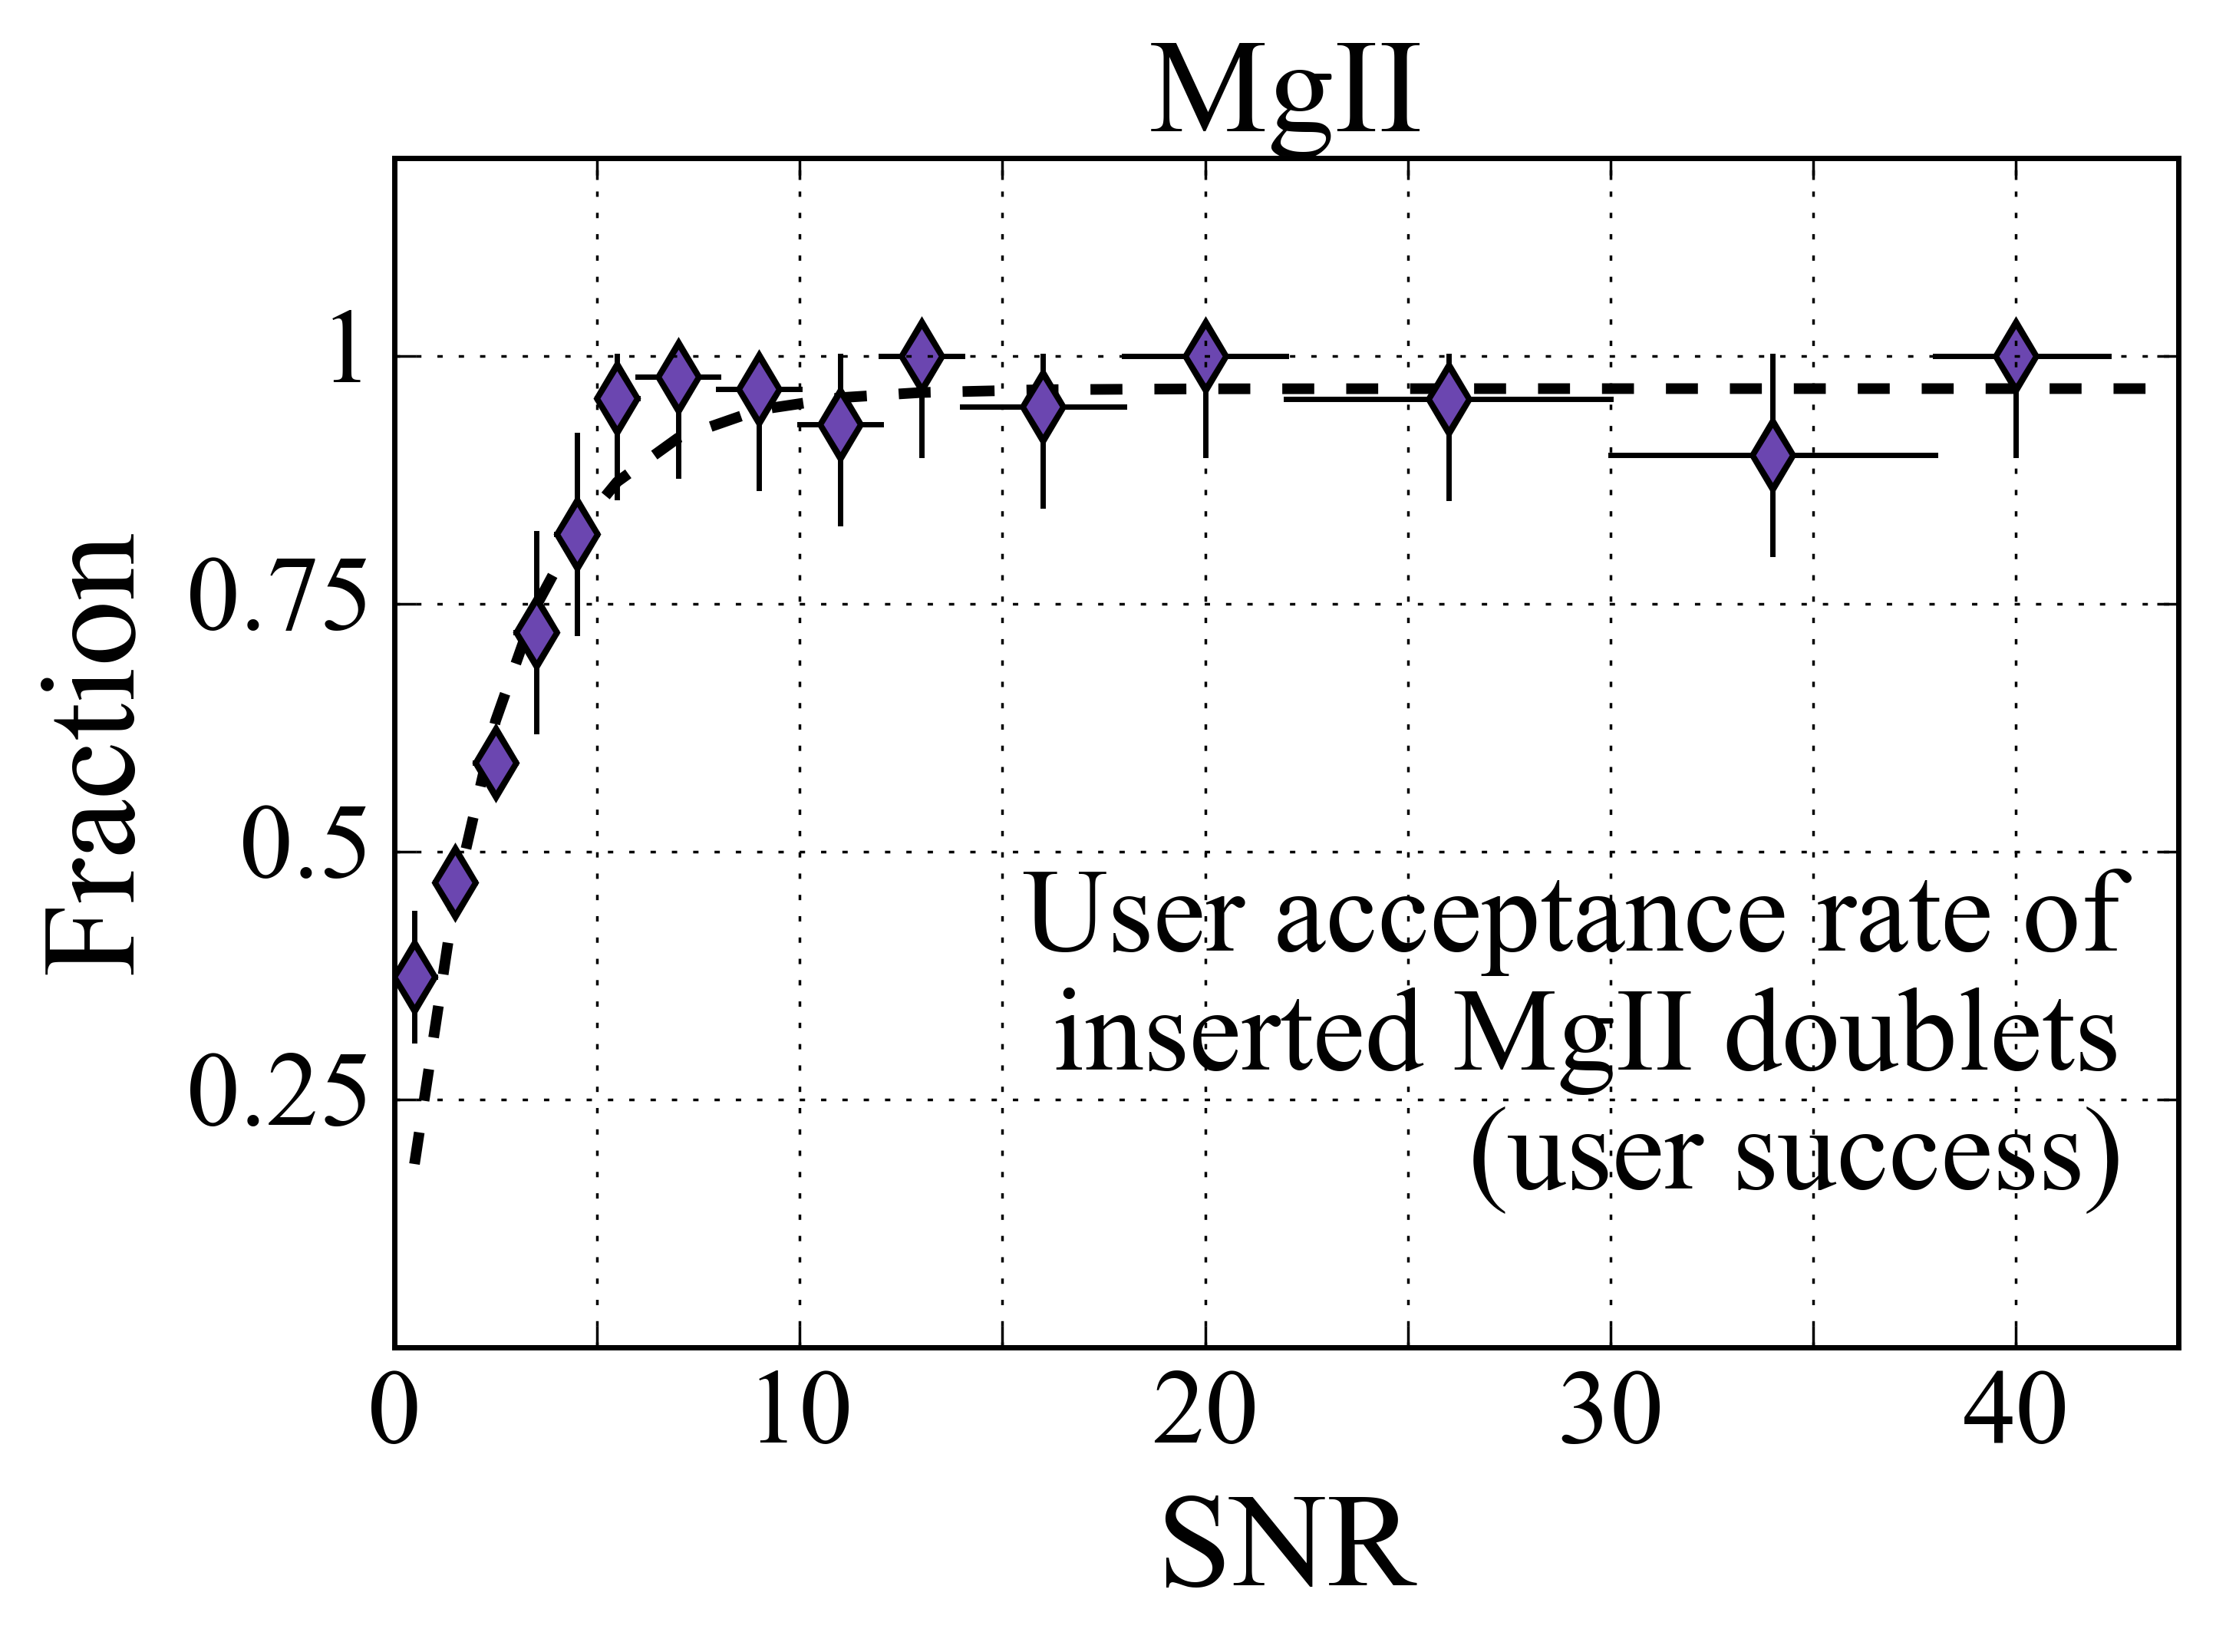 MgII
1
0.75
0.5
0.25
Fraction
User acceptance rate of
inserted MgII doublets
(user success)
0 10 20 30 40
SNR